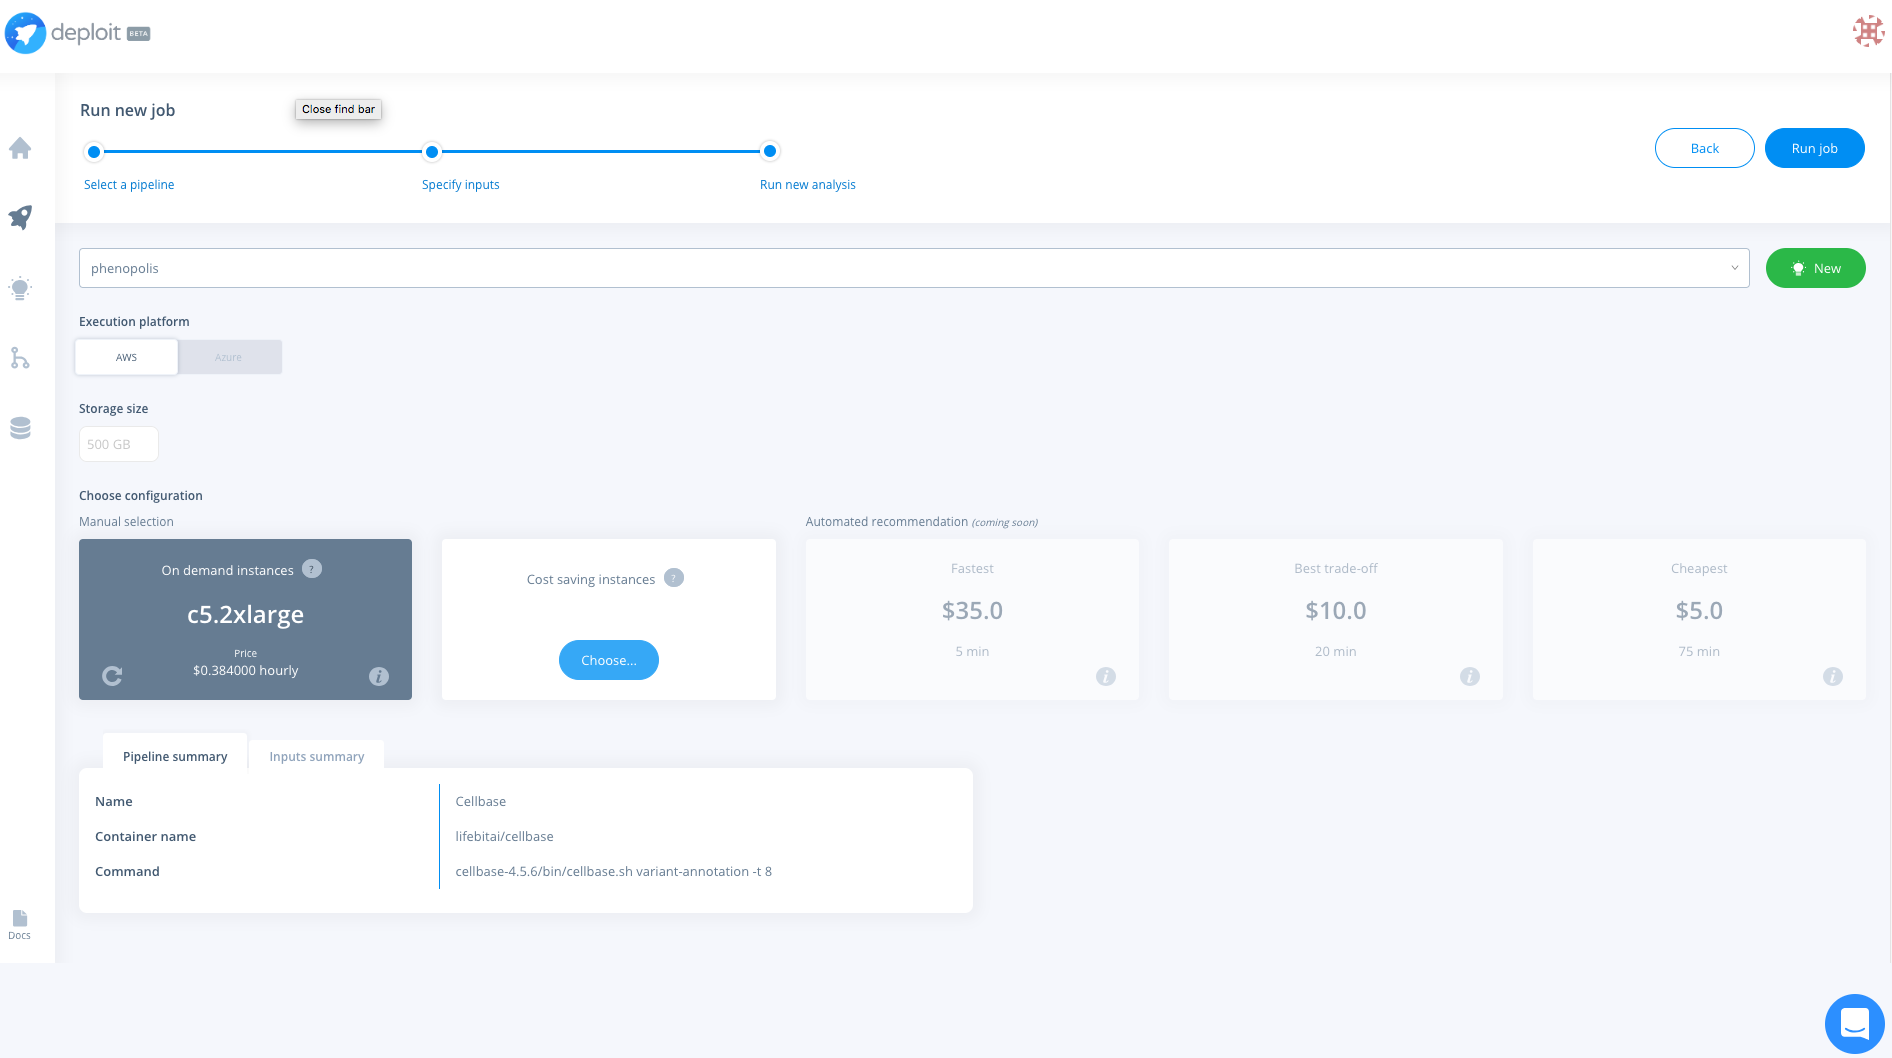 deploit BETA
Run new job
Close find bar
Select a pipeline
Specify inputs
Run new analysis
Back
Run job
phenopolis
New
Execution platform
AWS
Azure
Storage size
500 GB
Choose configuration
Manual selection
Automated recommendation (coming soon)
On demand instances ?
c5.2xlarge
Price
$0.384000 hourly
i
Cost saving instances ?
Choose...
Fastest
$35.0
5 min
i
Best trade-off
$10.0
20 min
i
Cheapest
$5.0
75 min
i
Pipeline summary
Inputs summary
Name
Cellbase
Container name
lifebitai/cellbase
Command
cellbase-4.5.6/bin/cellbase.sh variant-annotation -t 8
Docs